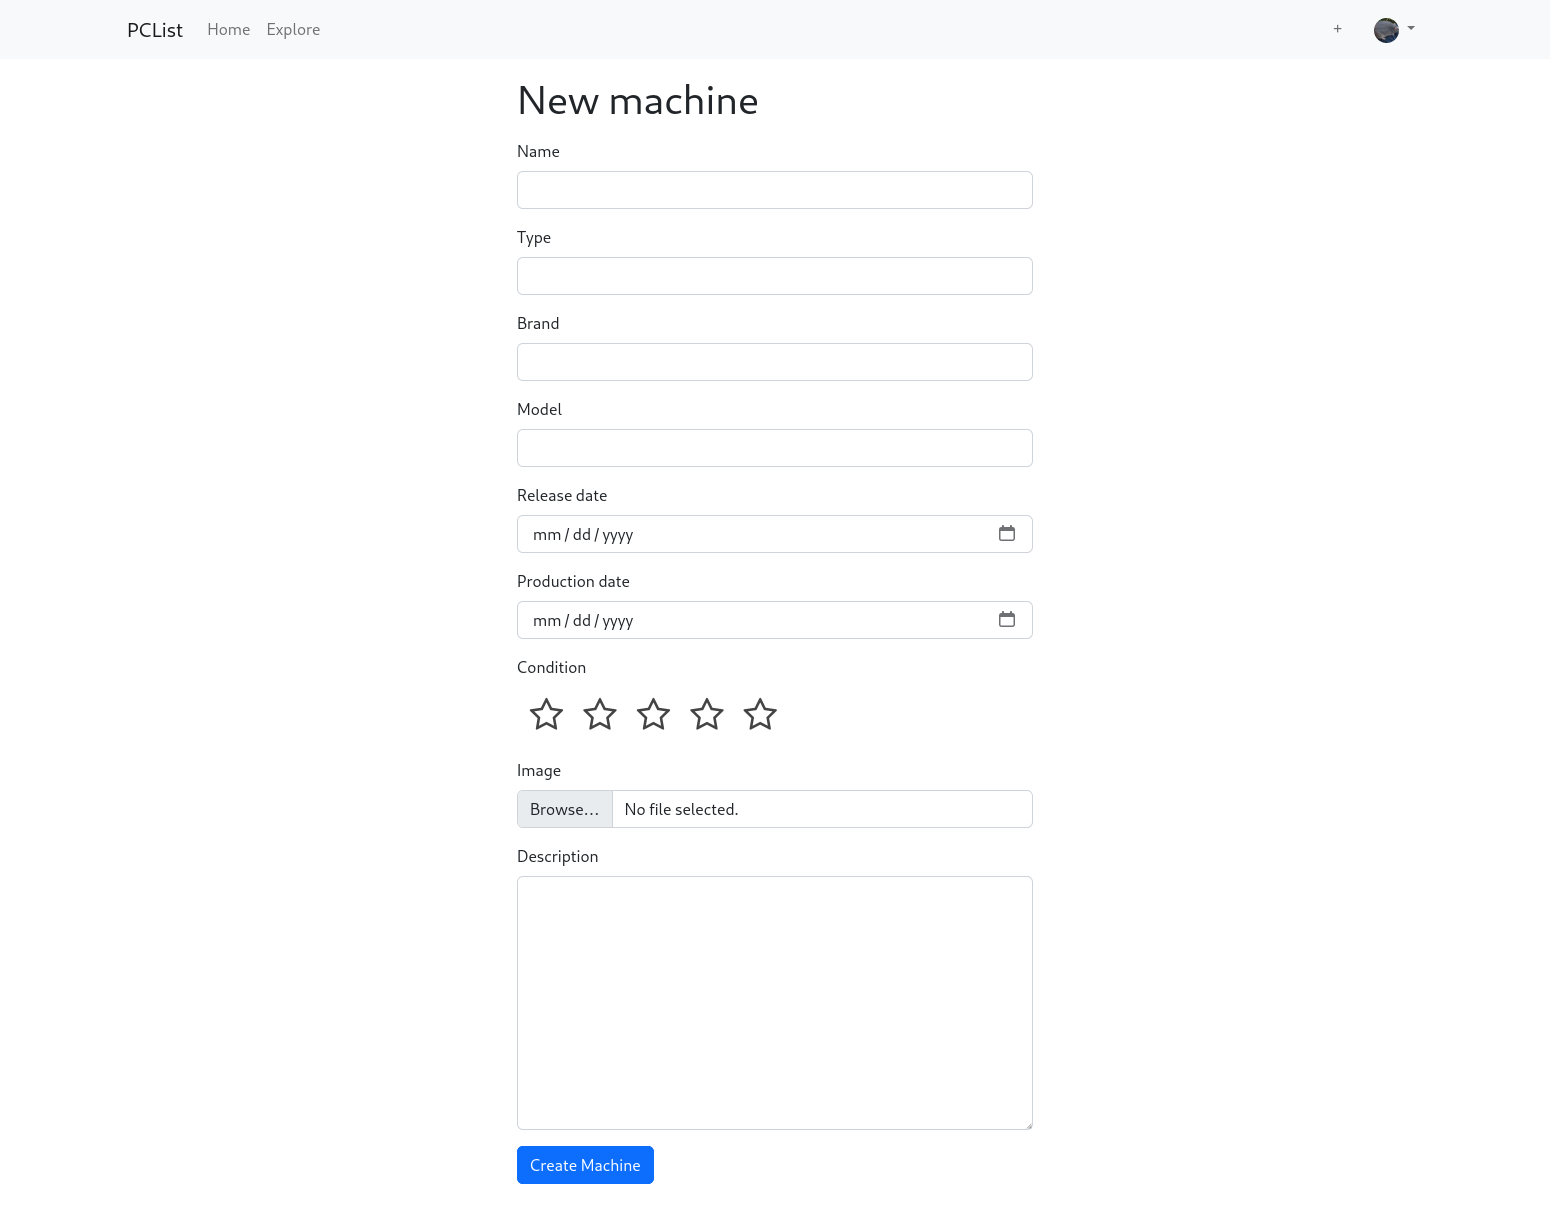 PCList Home Explore +
New machine
Name
Type
Brand
Model
Release date
mm / dd / yyyy
Production date
mm / dd / yyyy
Condition
Image
Browse... No file selected.
Description
Create Machine